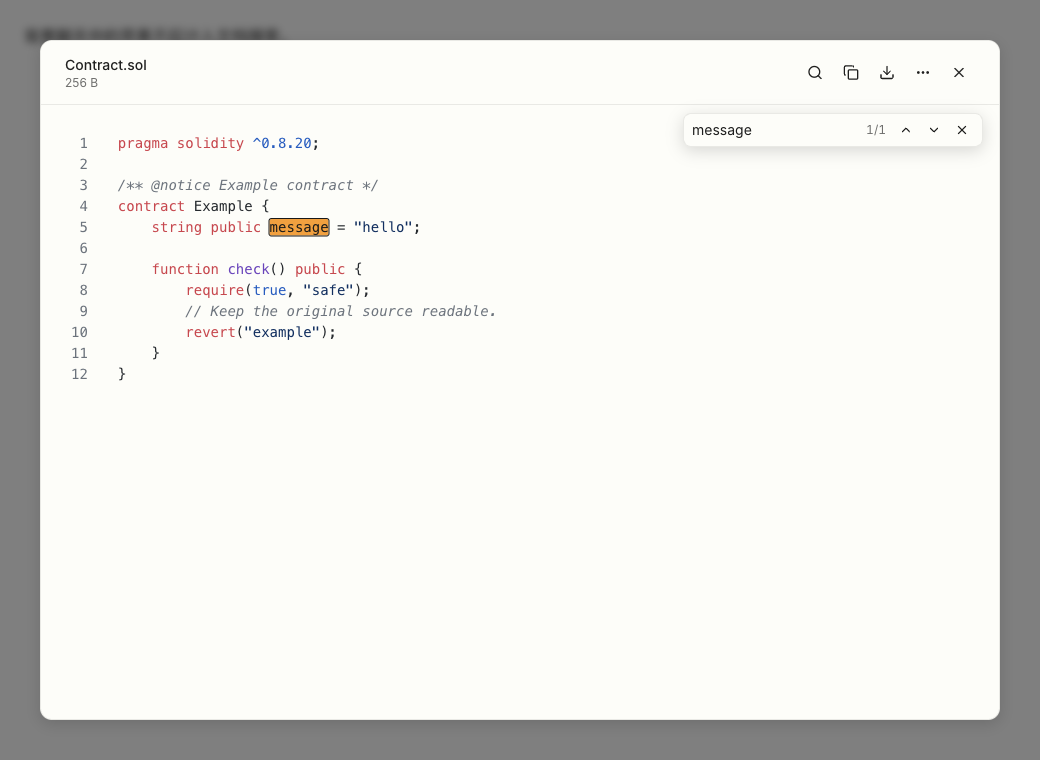 Contract.sol
256 B
message 1/1
1 pragma solidity ^0.8.20;
2
3 /** @notice Example contract */
4 contract Example {
5     string public message = "hello";
6
7     function check() public {
8         require(true, "safe");
9         // Keep the original source readable.
10         revert("example");
11     }
12 }